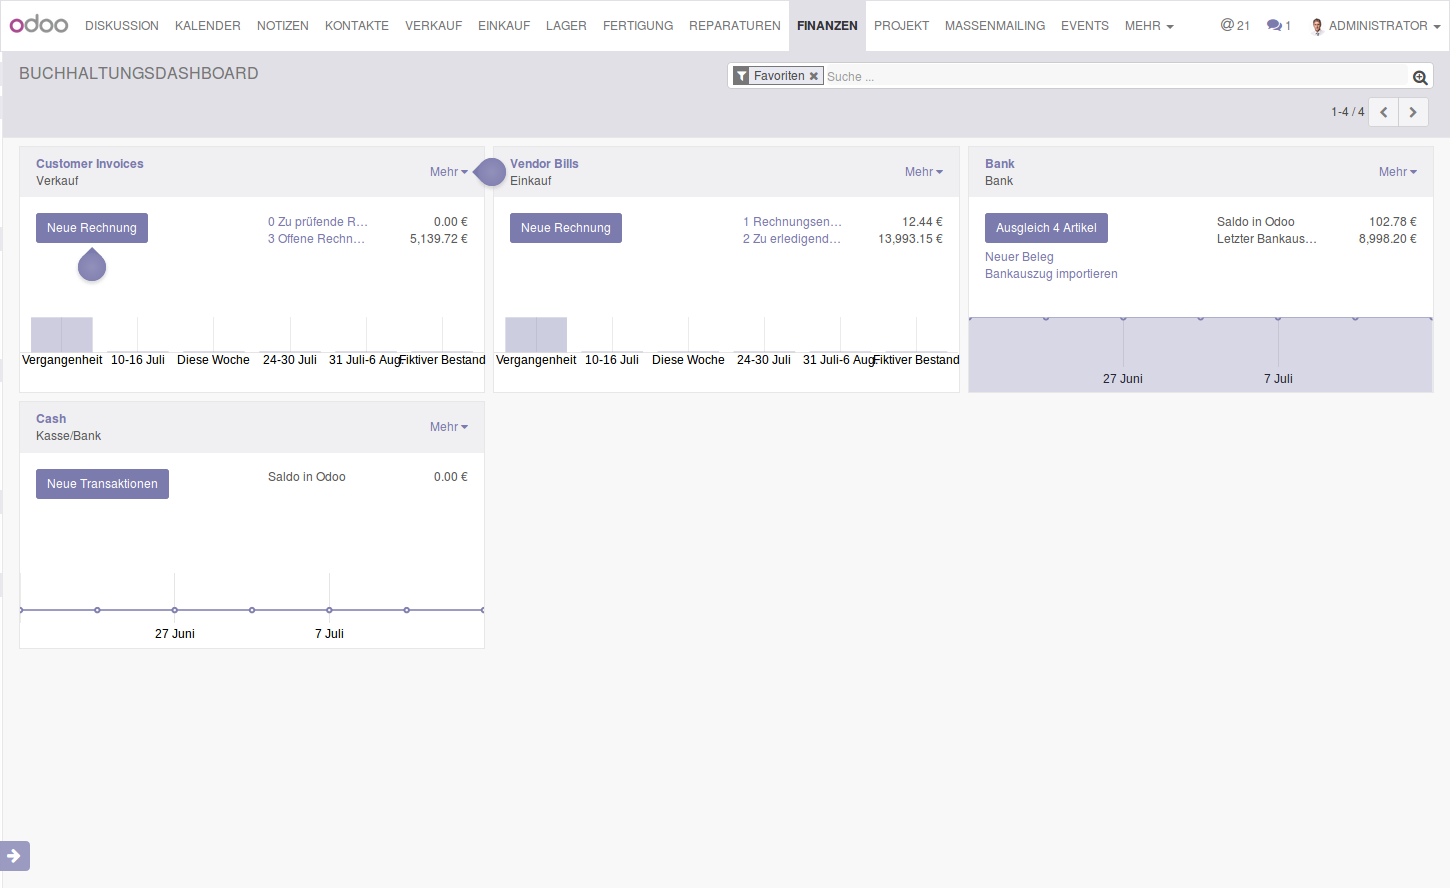 odoo DISKUSSION KALENDER NOTIZEN KONTAKTE VERKAUF EINKAUF LAGER FERTIGUNG REPARATUREN FINANZEN PROJEKT MASSENMAILING EVENTS MEHR @ 21 1 ADMINISTRATOR
BUCHHALTUNGSDASHBOARD
Favoriten Suche ...
1-4 / 4
Customer Invoices
Verkauf
Mehr
Neue Rechnung
0 Zu prüfende R... 0.00 €
3 Offene Rechn... 5,139.72 €
Vergangenheit 10-16 Juli Diese Woche 24-30 Juli 31 Juli-6 Aug Fiktiver Bestand
Vendor Bills
Einkauf
Mehr
Neue Rechnung
1 Rechnungsen... 12.44 €
2 Zu erledigend... 13,993.15 €
Vergangenheit 10-16 Juli Diese Woche 24-30 Juli 31 Juli-6 Aug Fiktiver Bestand
Bank
Bank
Mehr
Ausgleich 4 Artikel
Neuer Beleg
Bankauszug importieren
Saldo in Odoo 102.78 €
Letzter Bankaus... 8,998.20 €
27 Juni 7 Juli
Cash
Kasse/Bank
Mehr
Neue Transaktionen
Saldo in Odoo 0.00 €
27 Juni 7 Juli